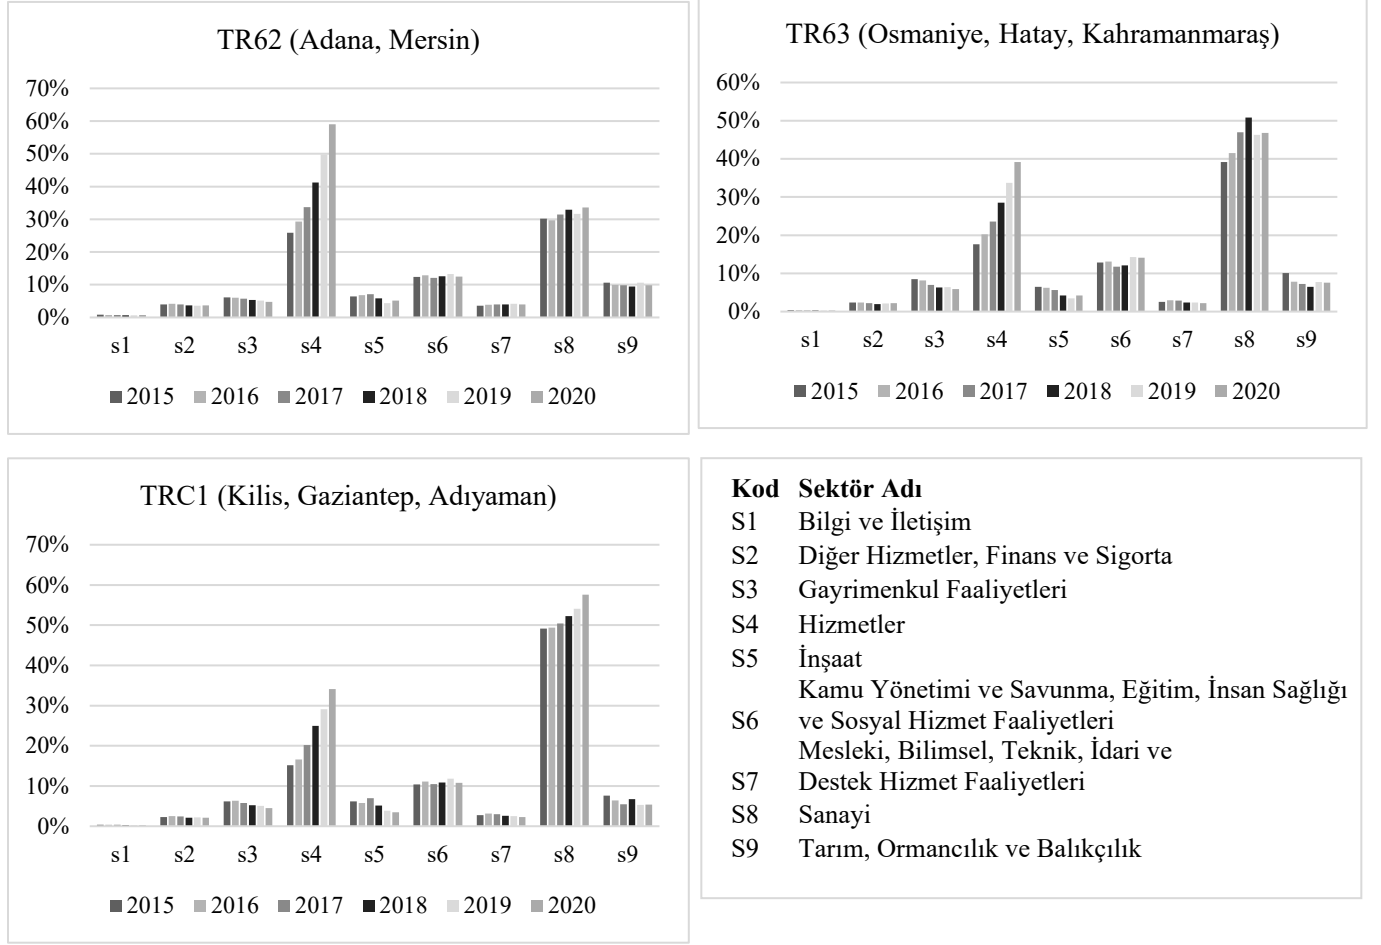 TR62 (Adana, Mersin)
70%
60%
50%
40%
30%
20%
10%
0%
s1 s2 s3 s4 s5 s6 s7 s8 s9
2015 2016 2017 2018 2019 2020
TR63 (Osmaniye, Hatay, Kahramanmaraş)
60%
50%
40%
30%
20%
10%
0%
s1 s2 s3 s4 s5 s6 s7 s8 s9
2015 2016 2017 2018 2019 2020
TRC1 (Kilis, Gaziantep, Adıyaman)
70%
60%
50%
40%
30%
20%
10%
0%
s1 s2 s3 s4 s5 s6 s7 s8 s9
2015 2016 2017 2018 2019 2020
Kod Sektör Adı
S1 Bilgi ve İletişim
S2 Diğer Hizmetler, Finans ve Sigorta
S3 Gayrimenkul Faaliyetleri
S4 Hizmetler
S5 İnşaat
Kamu Yönetimi ve Savunma, Eğitim, İnsan Sağlığı
S6 ve Sosyal Hizmet Faaliyetleri
Mesleki, Bilimsel, Teknik, İdari ve
S7 Destek Hizmet Faaliyetleri
S8 Sanayi
S9 Tarım, Ormancılık ve Balıkçılık